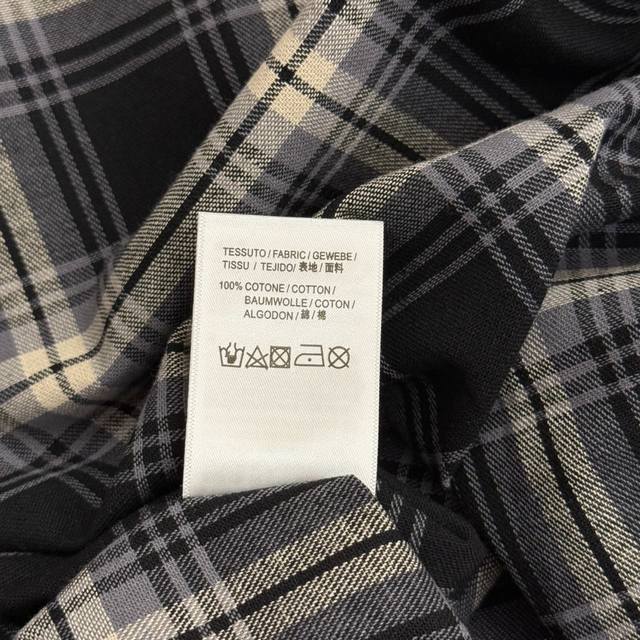 TESSUTO / FABRIC / GEWEBE /
TISSU / TEJIDO/ 表地 / 面料
100% COTONE / COTTON /
BAUMWOLLE / COTON /
ALGODON / 綿 / 棉